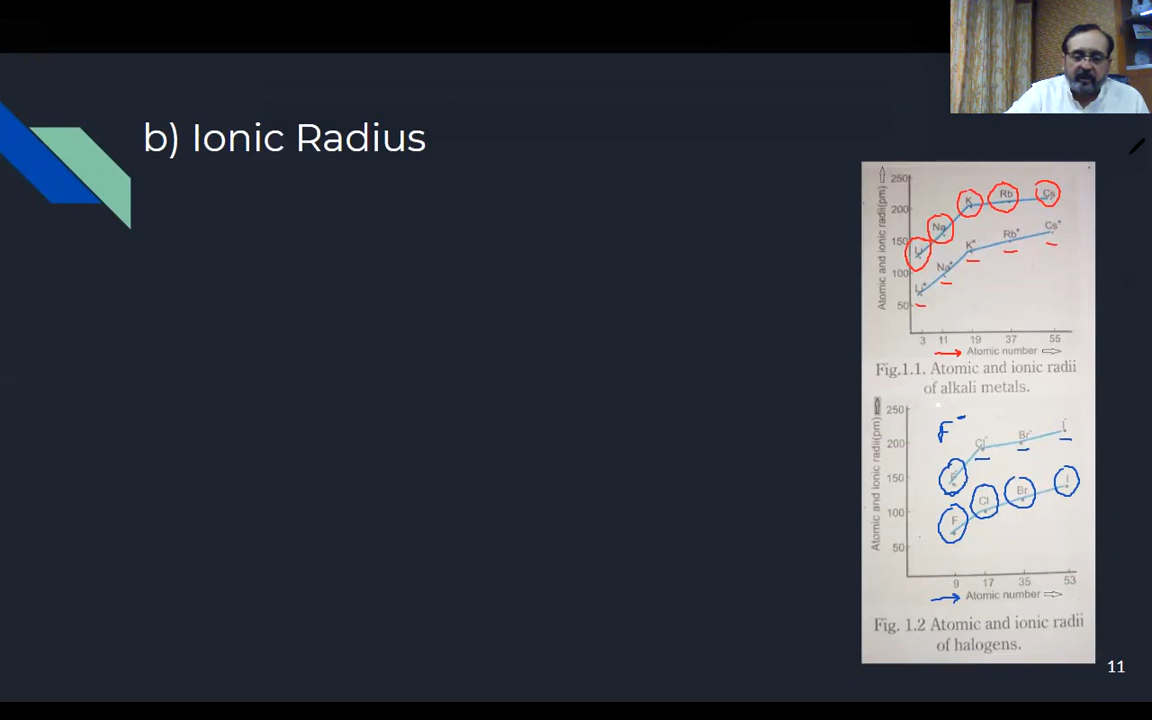 b) Ionic Radius
Atomic and ionic radii(pm)
250
200
150
100
50
Li
Na
K
Rb
Cs
Li⁺
Na⁺
K⁺
Rb⁺
Cs⁺
3 11 19 37 55
Atomic number
Fig.1.1. Atomic and ionic radii
of alkali metals.
Atomic and ionic radii(pm)
250
200
150
100
50
F⁻
Cl⁻
Br⁻
I⁻
F
Cl
Br
I
9 17 35 53
Atomic number
Fig. 1.2 Atomic and ionic radii
of halogens.
11